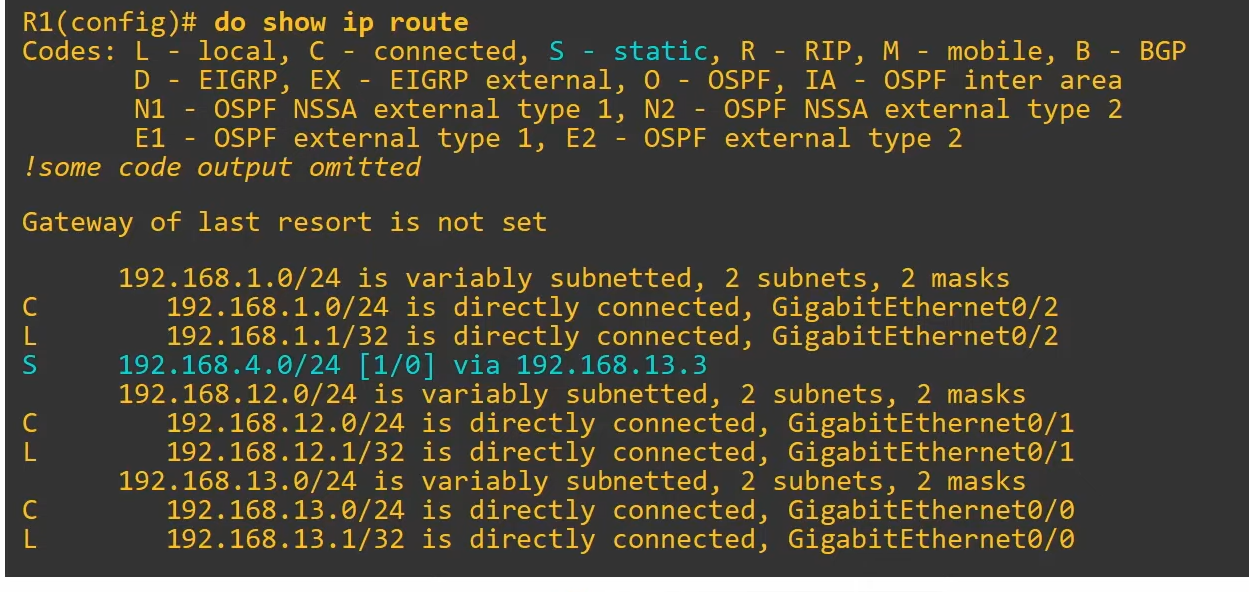 R1(config)# do show ip route
Codes: L - local, C - connected, S - static, R - RIP, M - mobile, B - BGP
       D - EIGRP, EX - EIGRP external, O - OSPF, IA - OSPF inter area
       N1 - OSPF NSSA external type 1, N2 - OSPF NSSA external type 2
       E1 - OSPF external type 1, E2 - OSPF external type 2
!some code output omitted
Gateway of last resort is not set
      192.168.1.0/24 is variably subnetted, 2 subnets, 2 masks
C        192.168.1.0/24 is directly connected, GigabitEthernet0/2
L        192.168.1.1/32 is directly connected, GigabitEthernet0/2
S     192.168.4.0/24 [1/0] via 192.168.13.3
      192.168.12.0/24 is variably subnetted, 2 subnets, 2 masks
C        192.168.12.0/24 is directly connected, GigabitEthernet0/1
L        192.168.12.1/32 is directly connected, GigabitEthernet0/1
      192.168.13.0/24 is variably subnetted, 2 subnets, 2 masks
C        192.168.13.0/24 is directly connected, GigabitEthernet0/0
L        192.168.13.1/32 is directly connected, GigabitEthernet0/0